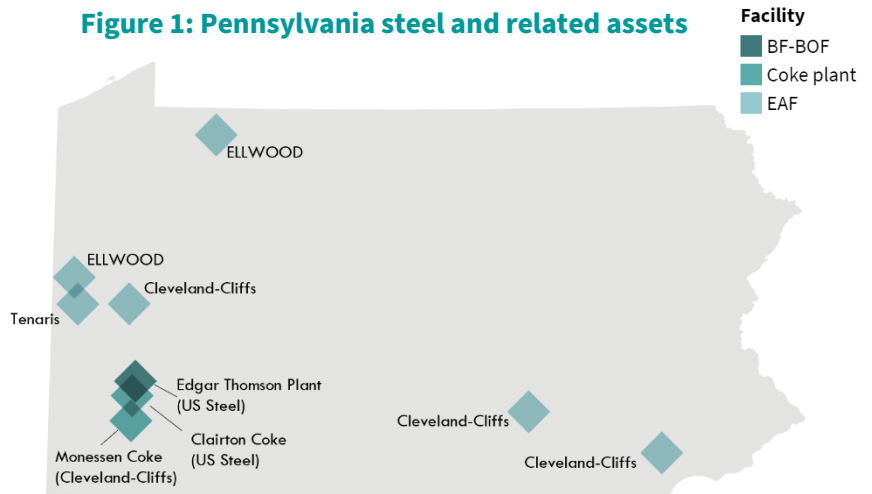 Figure 1: Pennsylvania steel and related assets
Facility
BF-BOF
Coke plant
EAF
ELLWOOD
ELLWOOD
Cleveland-Cliffs
Tenaris
Edgar Thomson Plant
(US Steel)
Clairton Coke
(US Steel)
Monessen Coke
(Cleveland-Cliffs)
Cleveland-Cliffs
Cleveland-Cliffs